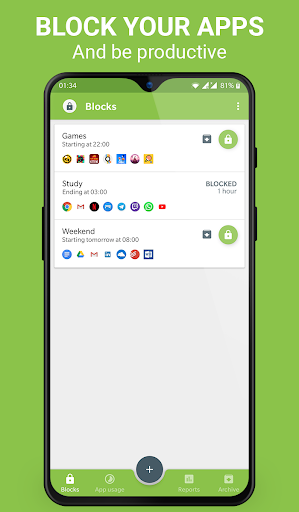 BLOCK YOUR APPS
And be productive
01:34
81%
Blocks
Games
Starting at 22:00
Study
Ending at 03:00
BLOCKED
1 hour
Weekend
Starting tomorrow at 08:00
Blocks
App usage
Reports
Archive